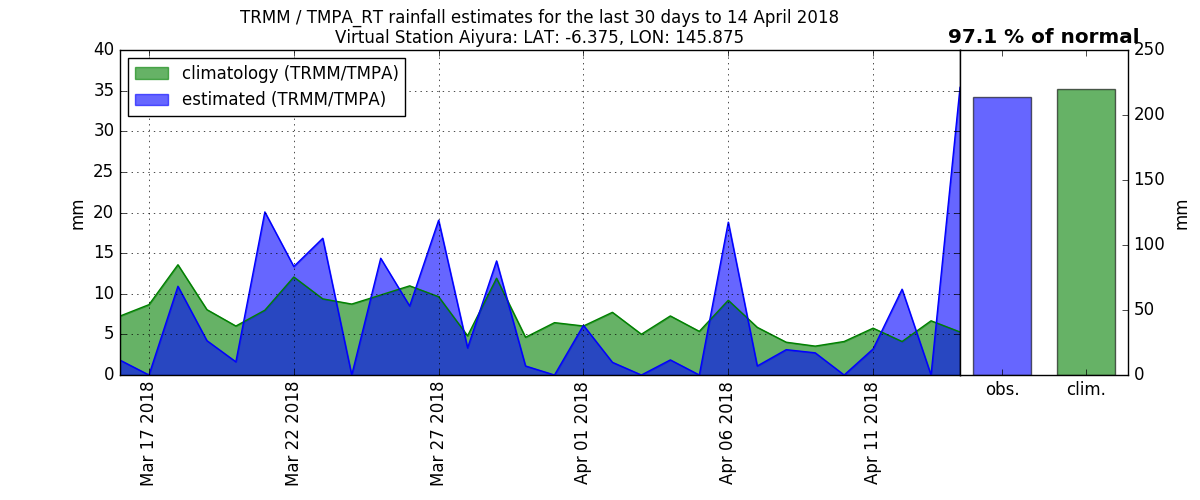 TRMM / TMPA_RT rainfall estimates for the last 30 days to 14 April 2018
Virtual Station Aiyura: LAT: -6.375, LON: 145.875
97.1 % of normal
climatology (TRMM/TMPA)
estimated (TRMM/TMPA)
40
35
30
25
20
15
10
5
0
mm
250
200
150
100
50
0
mm
Mar 17 2018
Mar 22 2018
Mar 27 2018
Apr 01 2018
Apr 06 2018
Apr 11 2018
obs.
clim.